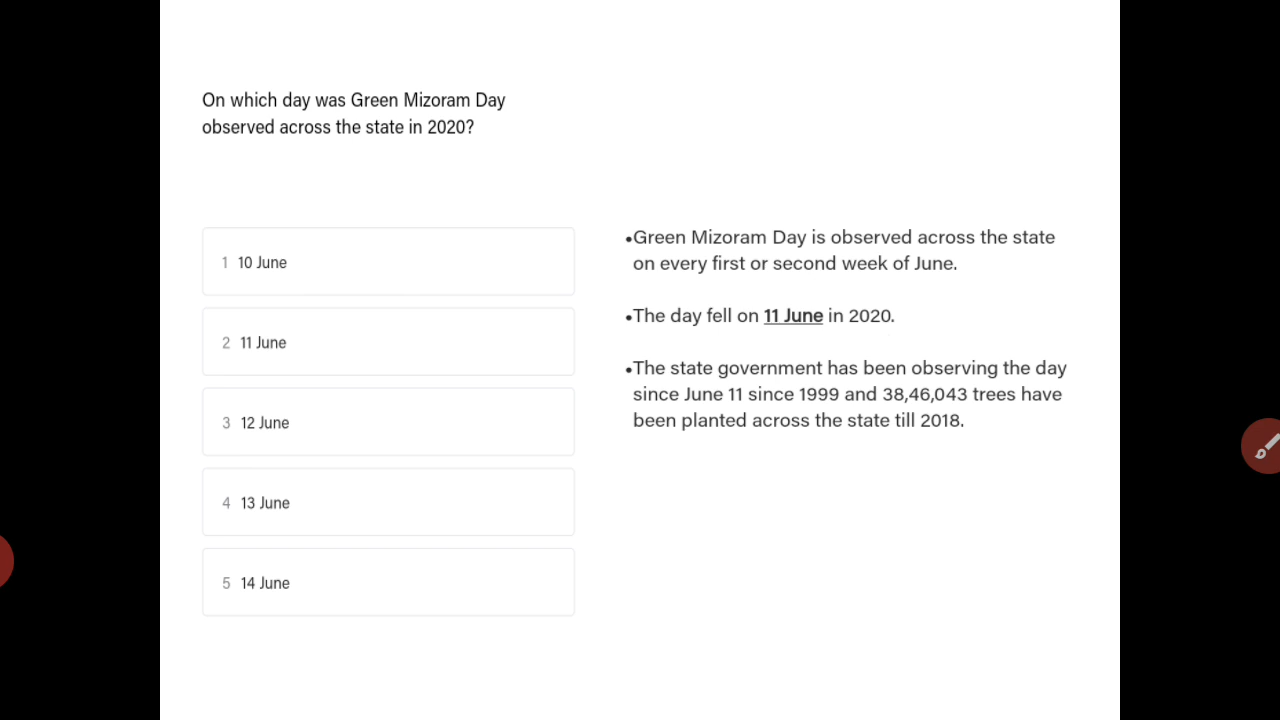 On which day was Green Mizoram Day
observed across the state in 2020?
1 10 June
2 11 June
3 12 June
4 13 June
5 14 June
•Green Mizoram Day is observed across the state
on every first or second week of June.
•The day fell on 11 June in 2020.
•The state government has been observing the day
since June 11 since 1999 and 38,46,043 trees have
been planted across the state till 2018.